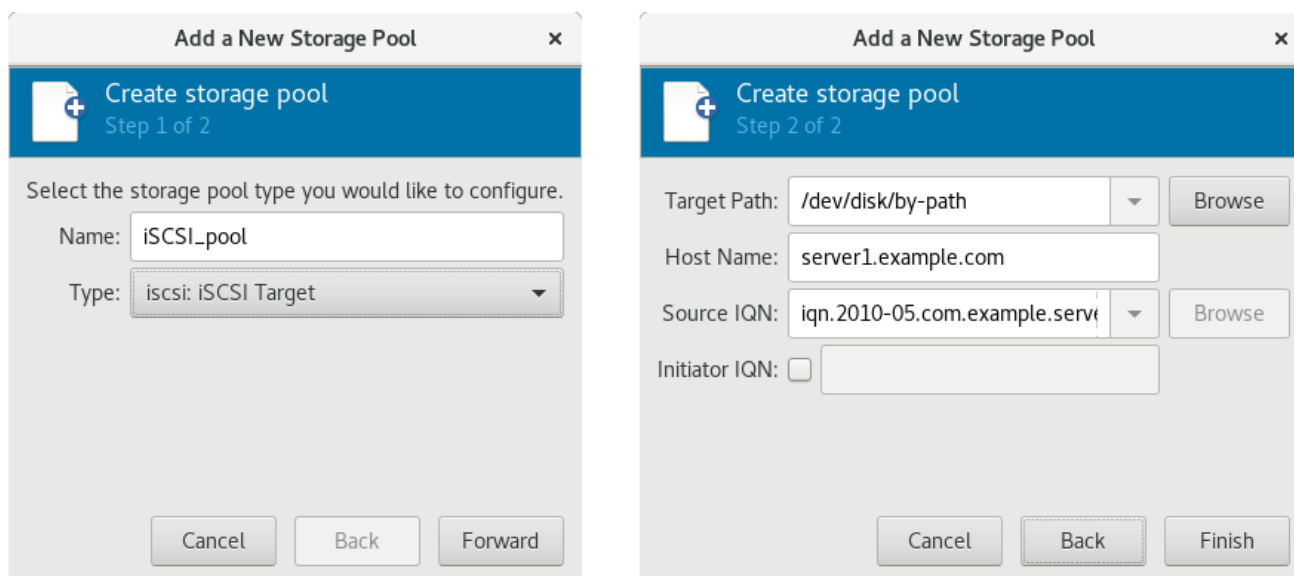 Add a New Storage Pool ×
Create storage pool
Step 1 of 2
Select the storage pool type you would like to configure.
Name: iSCSI_pool
Type: iscsi: iSCSI Target
Cancel Back Forward
Add a New Storage Pool ×
Create storage pool
Step 2 of 2
Target Path: /dev/disk/by-path Browse
Host Name: server1.example.com
Source IQN: iqn.2010-05.com.example.serve Browse
Initiator IQN:
Cancel Back Finish